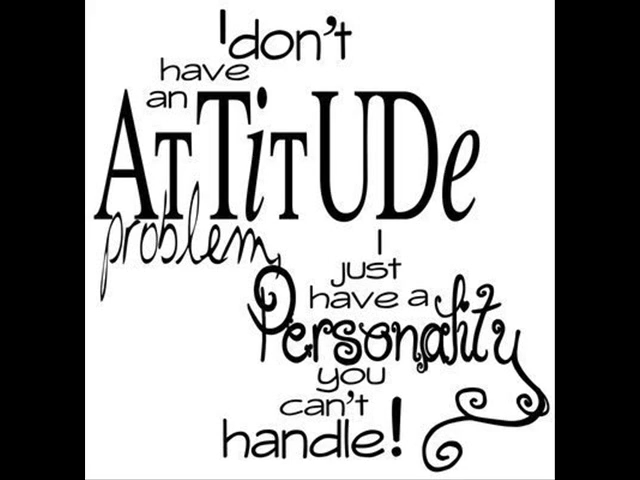 I don't
have
an
ATTiTUDe
problem,
I
just
have a
Personality
you
can't
handle!